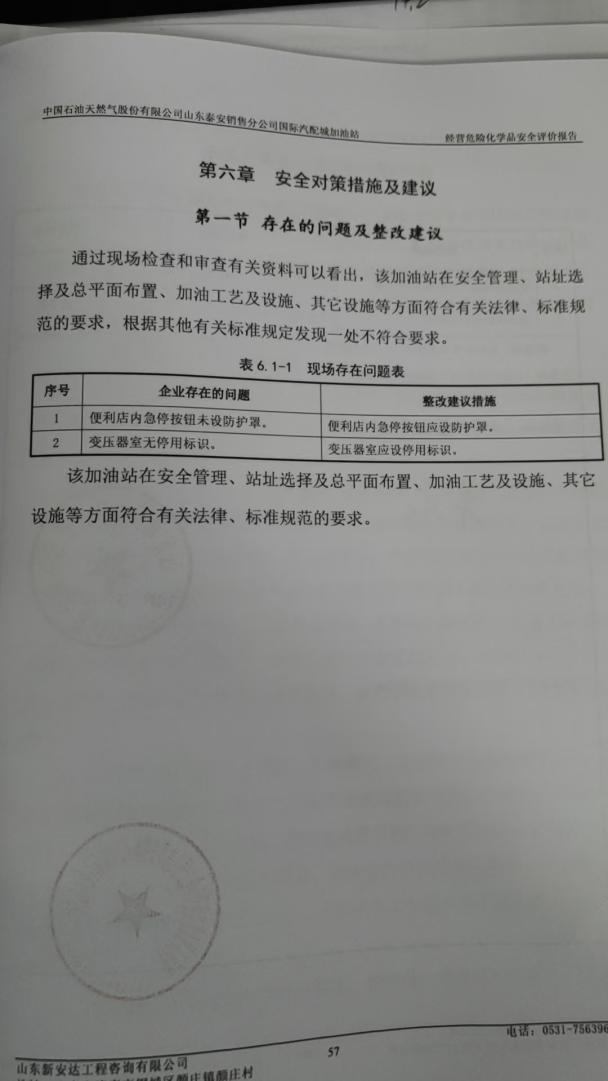 中国石油天然气股份有限公司山东泰安销售分公司国际汽配城加油站 经营危险化学品安全评价报告
第六章 安全对策措施及建议
第一节 存在的问题及整改建议
通过现场检查和审查有关资料可以看出，该加油站在安全管理、站址选
择及总平面布置、加油工艺及设施、其它设施等方面符合有关法律、标准规
范的要求，根据其他有关标准规定发现一处不符合要求。
表 6.1-1 现场存在问题表
序号 企业存在的问题 整改建议措施
1 便利店内急停按钮未设防护罩。 便利店内急停按钮应设防护罩。
2 变压器室无停用标识。 变压器室应设停用标识。
该加油站在安全管理、站址选择及总平面布置、加油工艺及设施、其它
设施等方面符合有关法律、标准规范的要求。
电话：0531-756396
57
山东新安达工程咨询有限公司
颜庄镇颜庄村